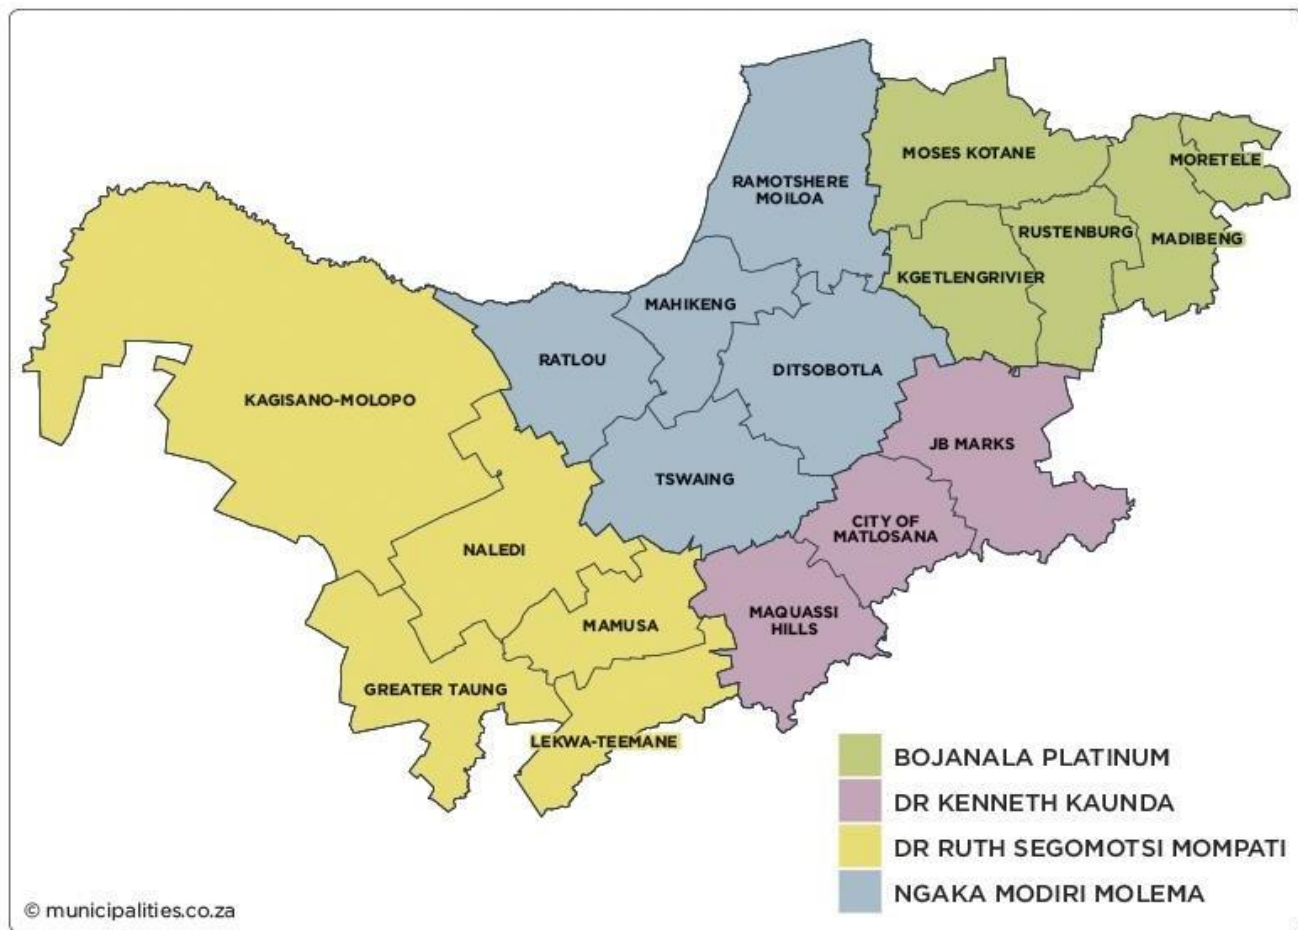 MOSES KOTANE
MORETELE
RAMOTSHERE
MOILOA
RUSTENBURG
MADIBENG
KGETLENGRIVIER
MAHIKENG
RATLOU
DITSOBOTLA
KAGISANO-MOLOPO
JB MARKS
TSWAING
CITY OF
MATLOSANA
NALEDI
MAQUASSI
HILLS
MAMUSA
GREATER TAUNG
LEKWA-TEEMANE
BOJANALA PLATINUM
DR KENNETH KAUNDA
DR RUTH SEGOMOTSI MOMPATI
NGAKA MODIRI MOLEMA
© municipalities.co.za